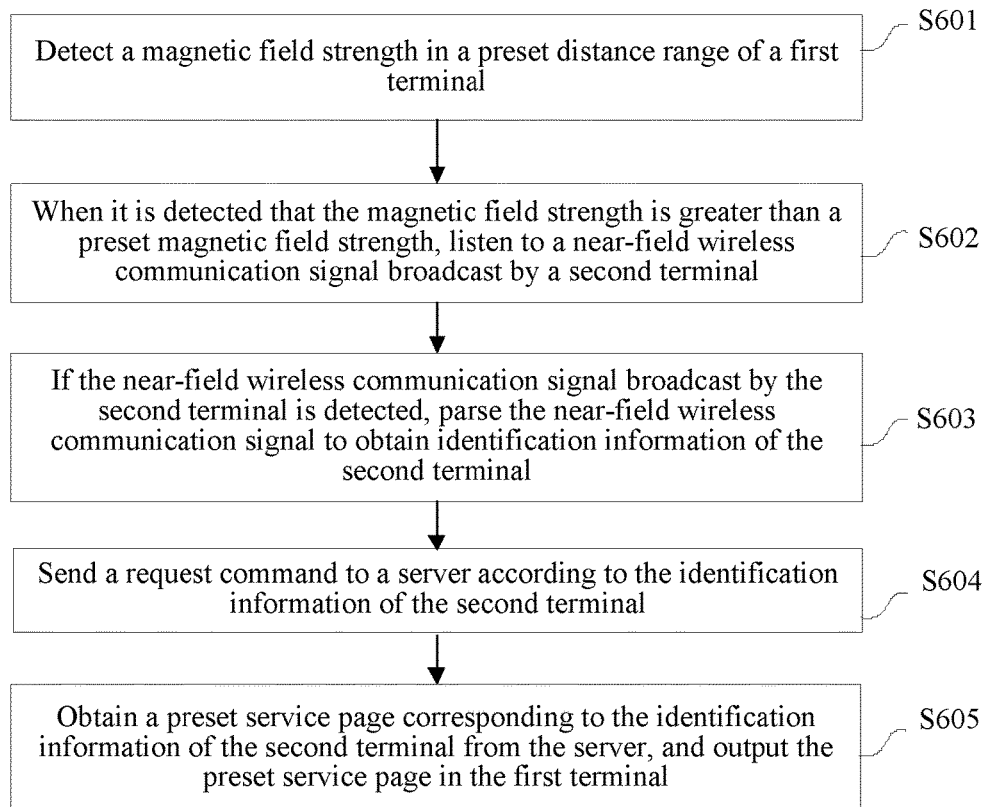 Detect a magnetic field strength in a preset distance range of a first
terminal
S601
When it is detected that the magnetic field strength is greater than a
preset magnetic field strength, listen to a near-field wireless
communication signal broadcast by a second terminal
S602
If the near-field wireless communication signal broadcast by the
second terminal is detected, parse the near-field wireless
communication signal to obtain identification information of the
second terminal
S603
Send a request command to a server according to the identification
information of the second terminal
S604
Obtain a preset service page corresponding to the identification
information of the second terminal from the server, and output the
preset service page in the first terminal
S605